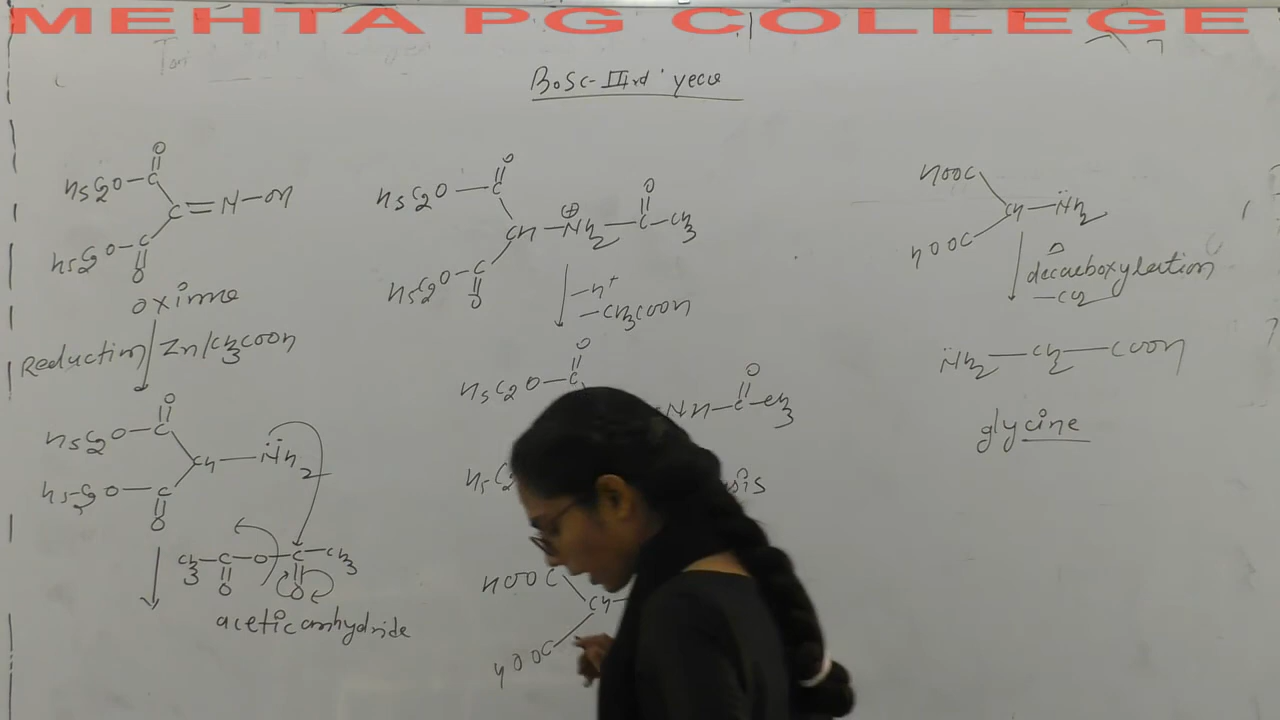 MEHTA PG COLLEGE
B.Sc-IIIrd year
O
H5C2O—C
C=N—OH
H5C2O—C
O
oxime
Reduction Zn/CH3COOH
O
H5C2O—C
CH—NH2
H5C2O—C
O
CH3—C—O—C—CH3
O O
acetic anhydride
O
H5C2O—C
O
CH—NH2—C—CH3
⊕
H5C2O—C
O
—H+
—CH3COOH
O
H5C2O—C
O
NH—C—CH3
H5C2
sis
HOOC
CH—
HOOC
HOOC
CH—NH2
HOOC
Δ
decarboxylation
—CO2
NH2—CH2—COOH
glycine